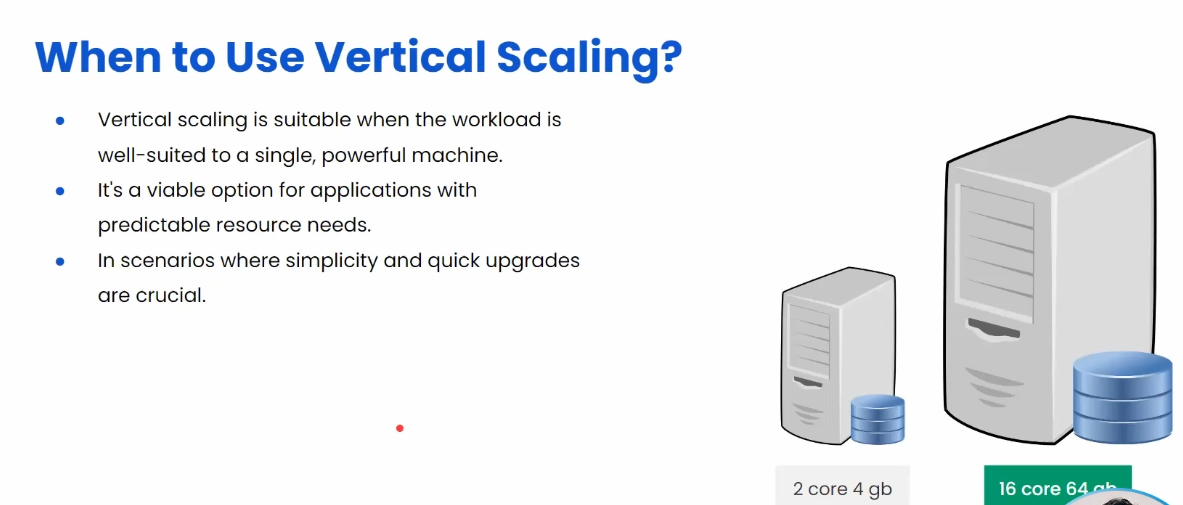 When to Use Vertical Scaling?
Vertical scaling is suitable when the workload is
well-suited to a single, powerful machine.
It's a viable option for applications with
predictable resource needs.
In scenarios where simplicity and quick upgrades
are crucial.
2 core 4 gb
16 core 64 gb